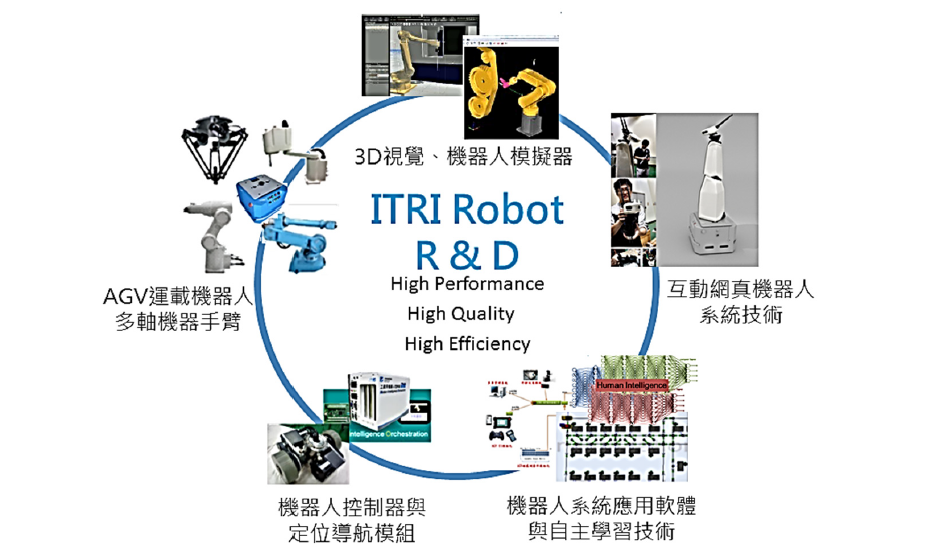 3D視覺、機器人模擬器
ITRI Robot
R & D
High Performance
High Quality
High Efficiency
AGV運載機器人
多軸機器手臂
互動網真機器人
系統技術
Human Intelligence
Intelligence Orchestration
機器人控制器與
定位導航模組
機器人系統應用軟體
與自主學習技術